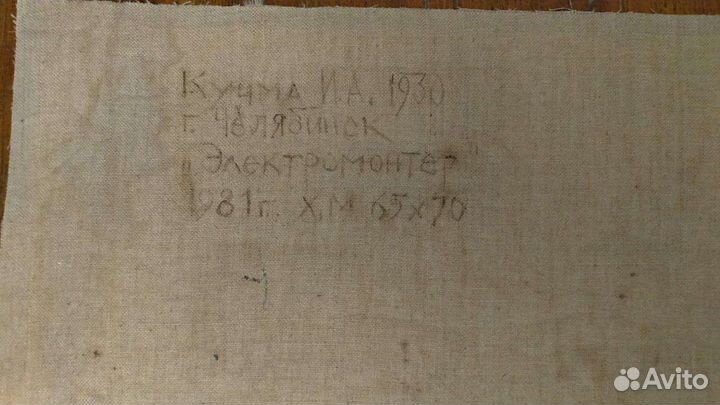 Кучма И.А. 1930
г. Челябинск
"Электромонтер"
1981г. Х.М 65х70
Avito